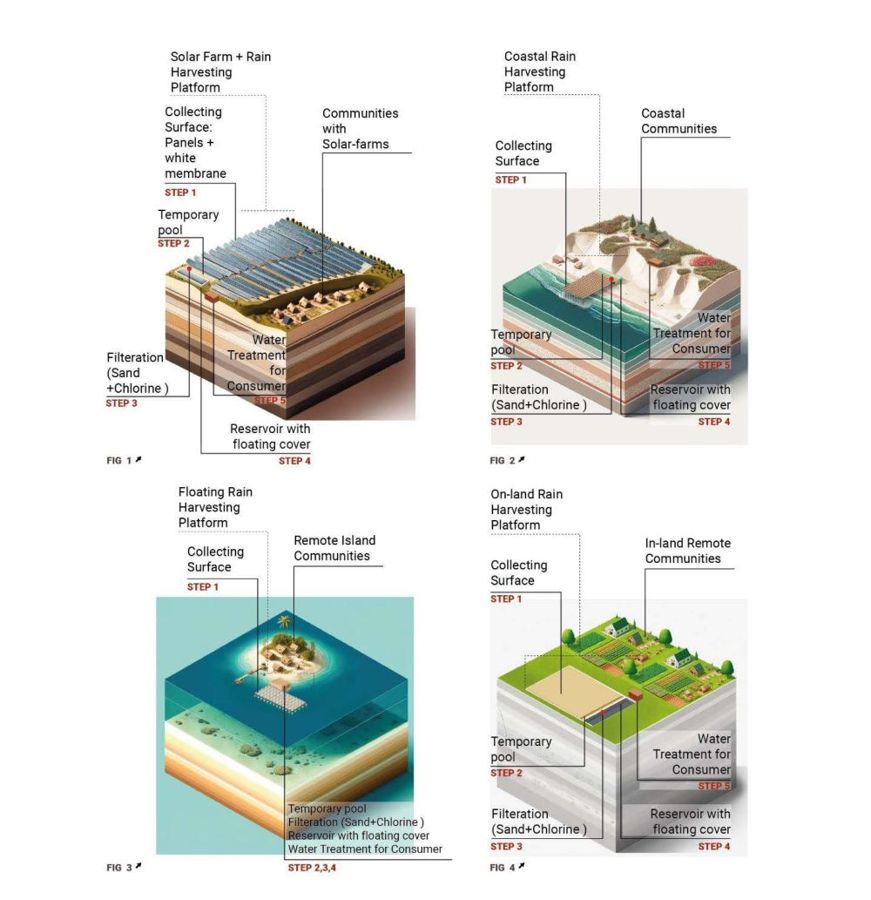 Solar Farm + Rain
Harvesting
Platform
Collecting
Surface:
Panels +
white
membrane
STEP 1
Communities
with
Solar-farms
Temporary
pool
STEP 2
Filteration
(Sand
+Chlorine )
STEP 3
Water
Treatment
for
Consumer
STEP 5
Reservoir with
floating cover
STEP 4
FIG 1
Coastal Rain
Harvesting
Platform
Coastal
Communities
Collecting
Surface
STEP 1
Temporary
pool
STEP 2
Water
Treatment for
Consumer
STEP 5
Filteration
(Sand+Chlorine )
STEP 3
Reservoir with
floating cover
STEP 4
FIG 2
Floating Rain
Harvesting
Platform
Collecting
Surface
STEP 1
Remote Island
Communities
Temporary pool
Filteration (Sand+Chlorine )
Reservoir with floating cover
Water Treatment for Consumer
STEP 2,3,4
FIG 3
On-land Rain
Harvesting
Platform
In-land Remote
Communities
Collecting
Surface
STEP 1
Temporary
pool
STEP 2
Water
Treatment for
Consumer
STEP 5
Filteration
(Sand+Chlorine )
STEP 3
Reservoir with
floating cover
STEP 4
FIG 4